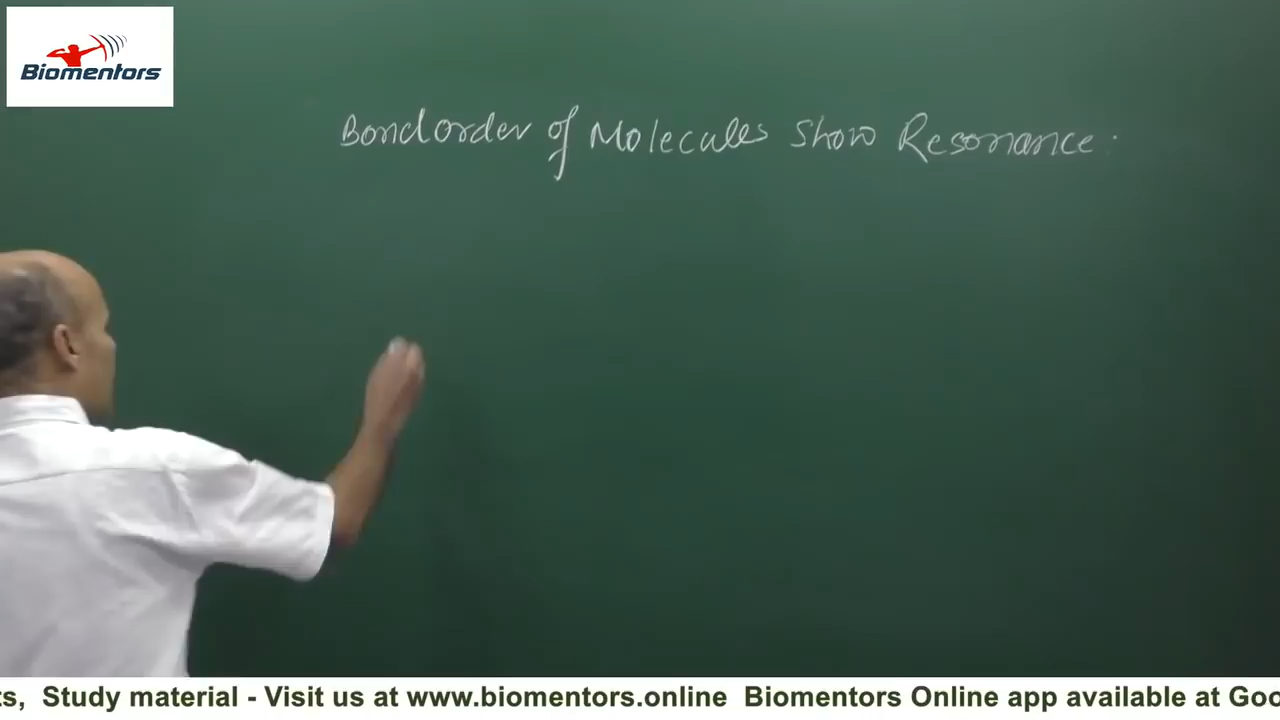 Biomentors
Bondorder of Molecules Show Resonance.
ts, Study material - Visit us at www.biomentors.online Biomentors Online app available at Goo